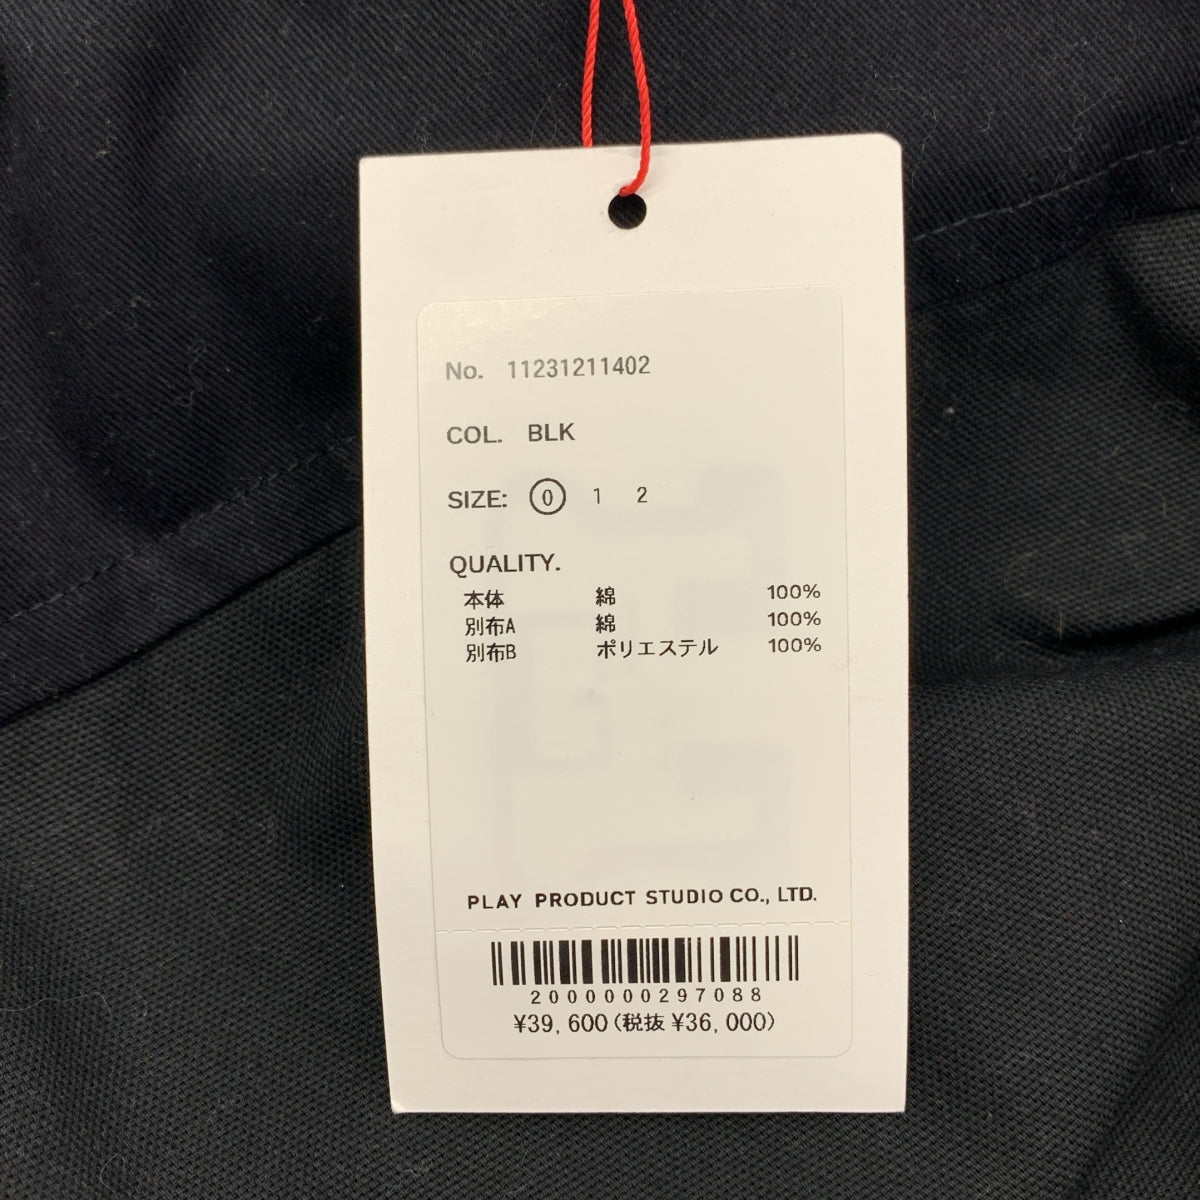 No. 11231211402
COL. BLK
SIZE: 0 1 2
QUALITY.
本体 綿 100%
別布A 綿 100%
別布B ポリエステル 100%
PLAY PRODUCT STUDIO CO., LTD.
2000000297088
¥39,600(税抜 ¥36,000)